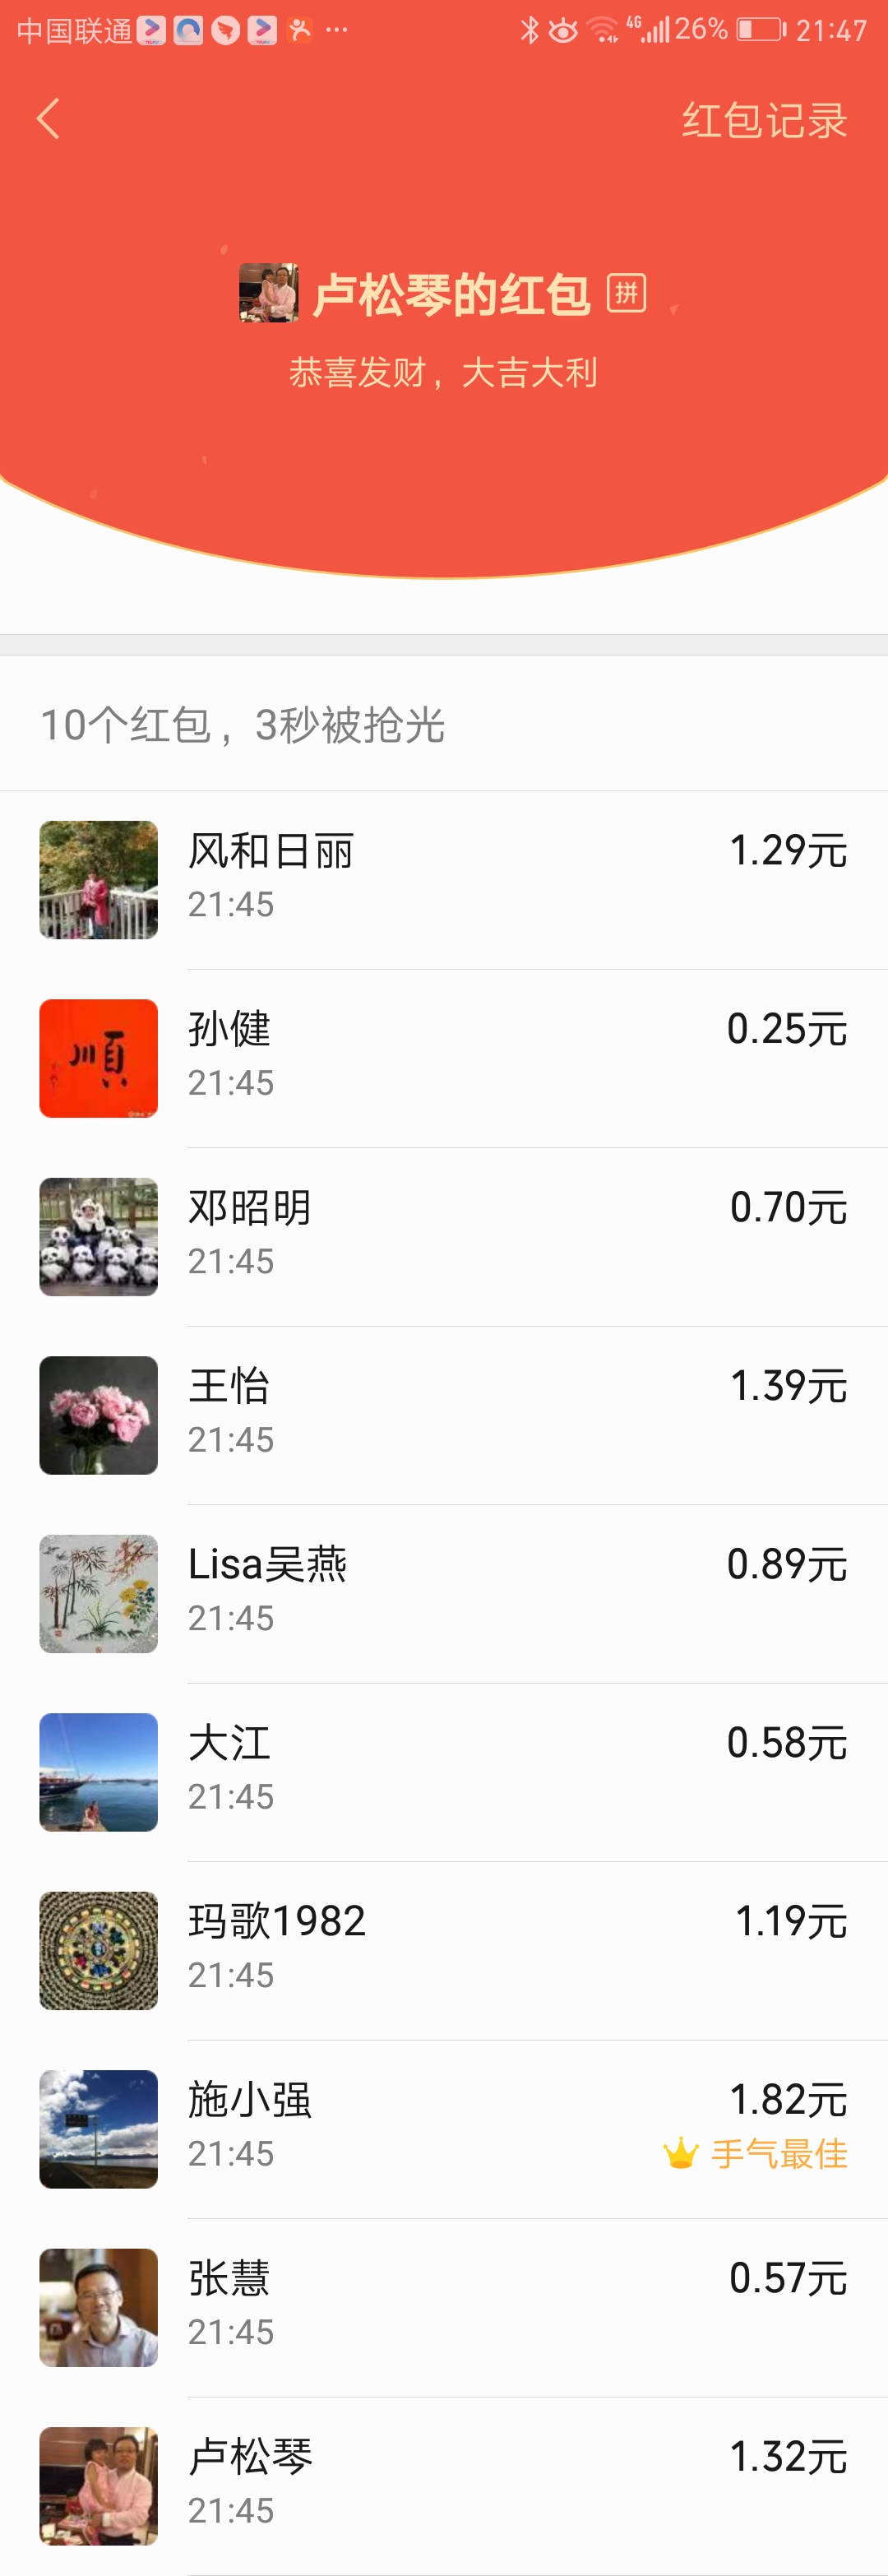 中国联通 4G 26% 21:47
红包记录
卢松琴的红包 拼
恭喜发财，大吉大利
10个红包，3秒被抢光
风和日丽 1.29元
21:45
孙健 0.25元
21:45
順
邓昭明 0.70元
21:45
王怡 1.39元
21:45
Lisa吴燕 0.89元
21:45
大江 0.58元
21:45
玛歌1982 1.19元
21:45
施小强 1.82元
21:45 手气最佳
张慧 0.57元
21:45
卢松琴 1.32元
21:45